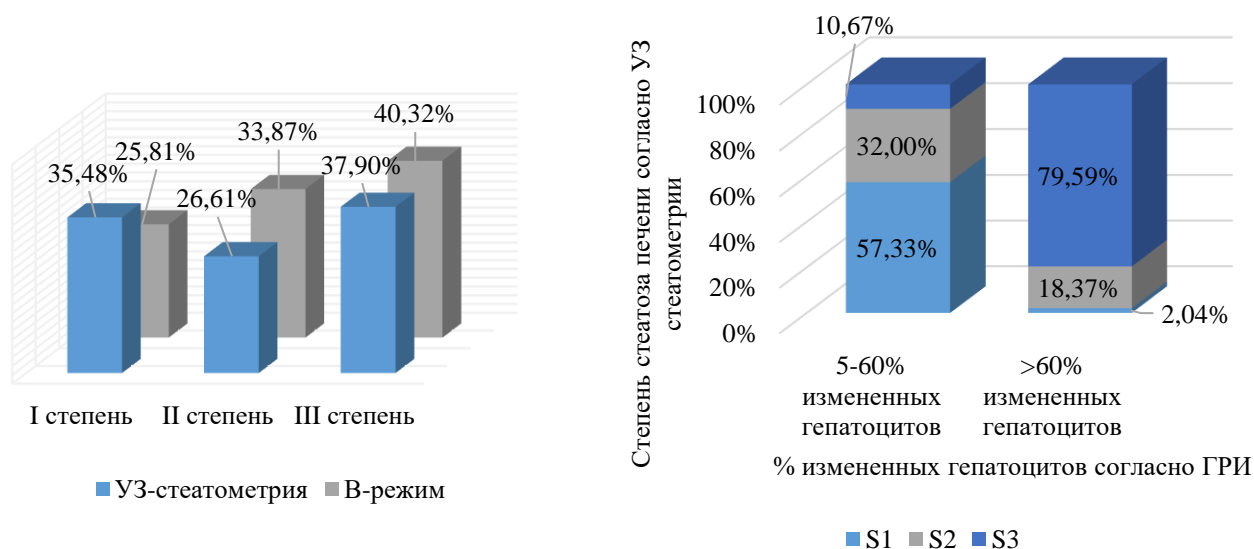 35,48%
25,81%
26,61%
33,87%
37,90%
40,32%
I степень
II степень
III степень
УЗ-стеатометрия
В-режим
Степень стеатоза печени согласно УЗ
стеатометрии
100%
80%
60%
40%
20%
0%
10,67%
32,00%
57,33%
79,59%
18,37%
2,04%
5-60%
измененных
гепатоцитов
>60%
измененных
гепатоцитов
% измененных гепатоцитов согласно ГРИ
S1
S2
S3